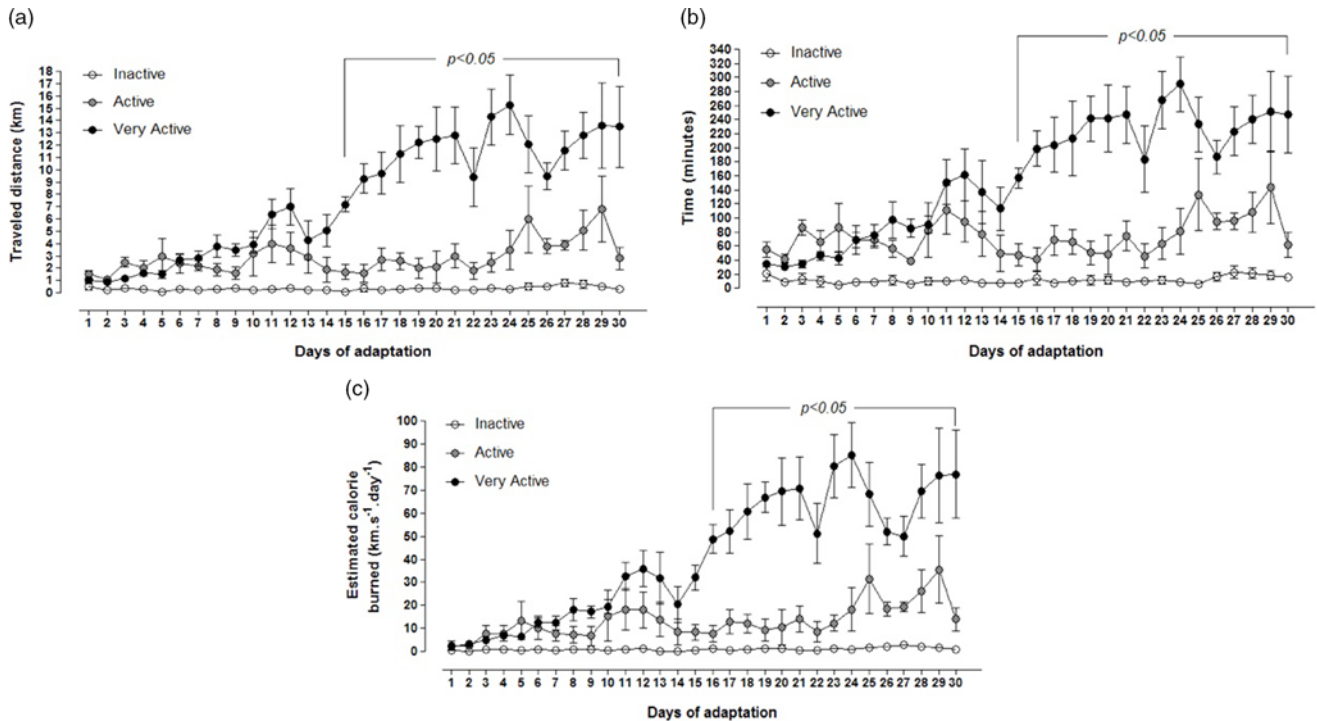 (a)
p<0.05
Inactive
Active
Very Active
Traveled distance (km)
18
17
16
15
14
13
12
11
10
9
8
7
6
5
4
3
2
1
0
1 2 3 4 5 6 7 8 9 10 11 12 13 14 15 16 17 18 19 20 21 22 23 24 25 26 27 28 29 30
Days of adaptation
(b)
p<0.05
Inactive
Active
Very Active
Time (minutes)
340
320
300
280
260
240
220
200
180
160
140
120
100
80
60
40
20
0
1 2 3 4 5 6 7 8 9 10 11 12 13 14 15 16 17 18 19 20 21 22 23 24 25 26 27 28 29 30
Days of adaptation
(c)
p<0.05
Inactive
Active
Very Active
Estimated calorie
burned (km.s⁻¹.day⁻¹)
100
90
80
70
60
50
40
30
20
10
0
1 2 3 4 5 6 7 8 9 10 11 12 13 14 15 16 17 18 19 20 21 22 23 24 25 26 27 28 29 30
Days of adaptation